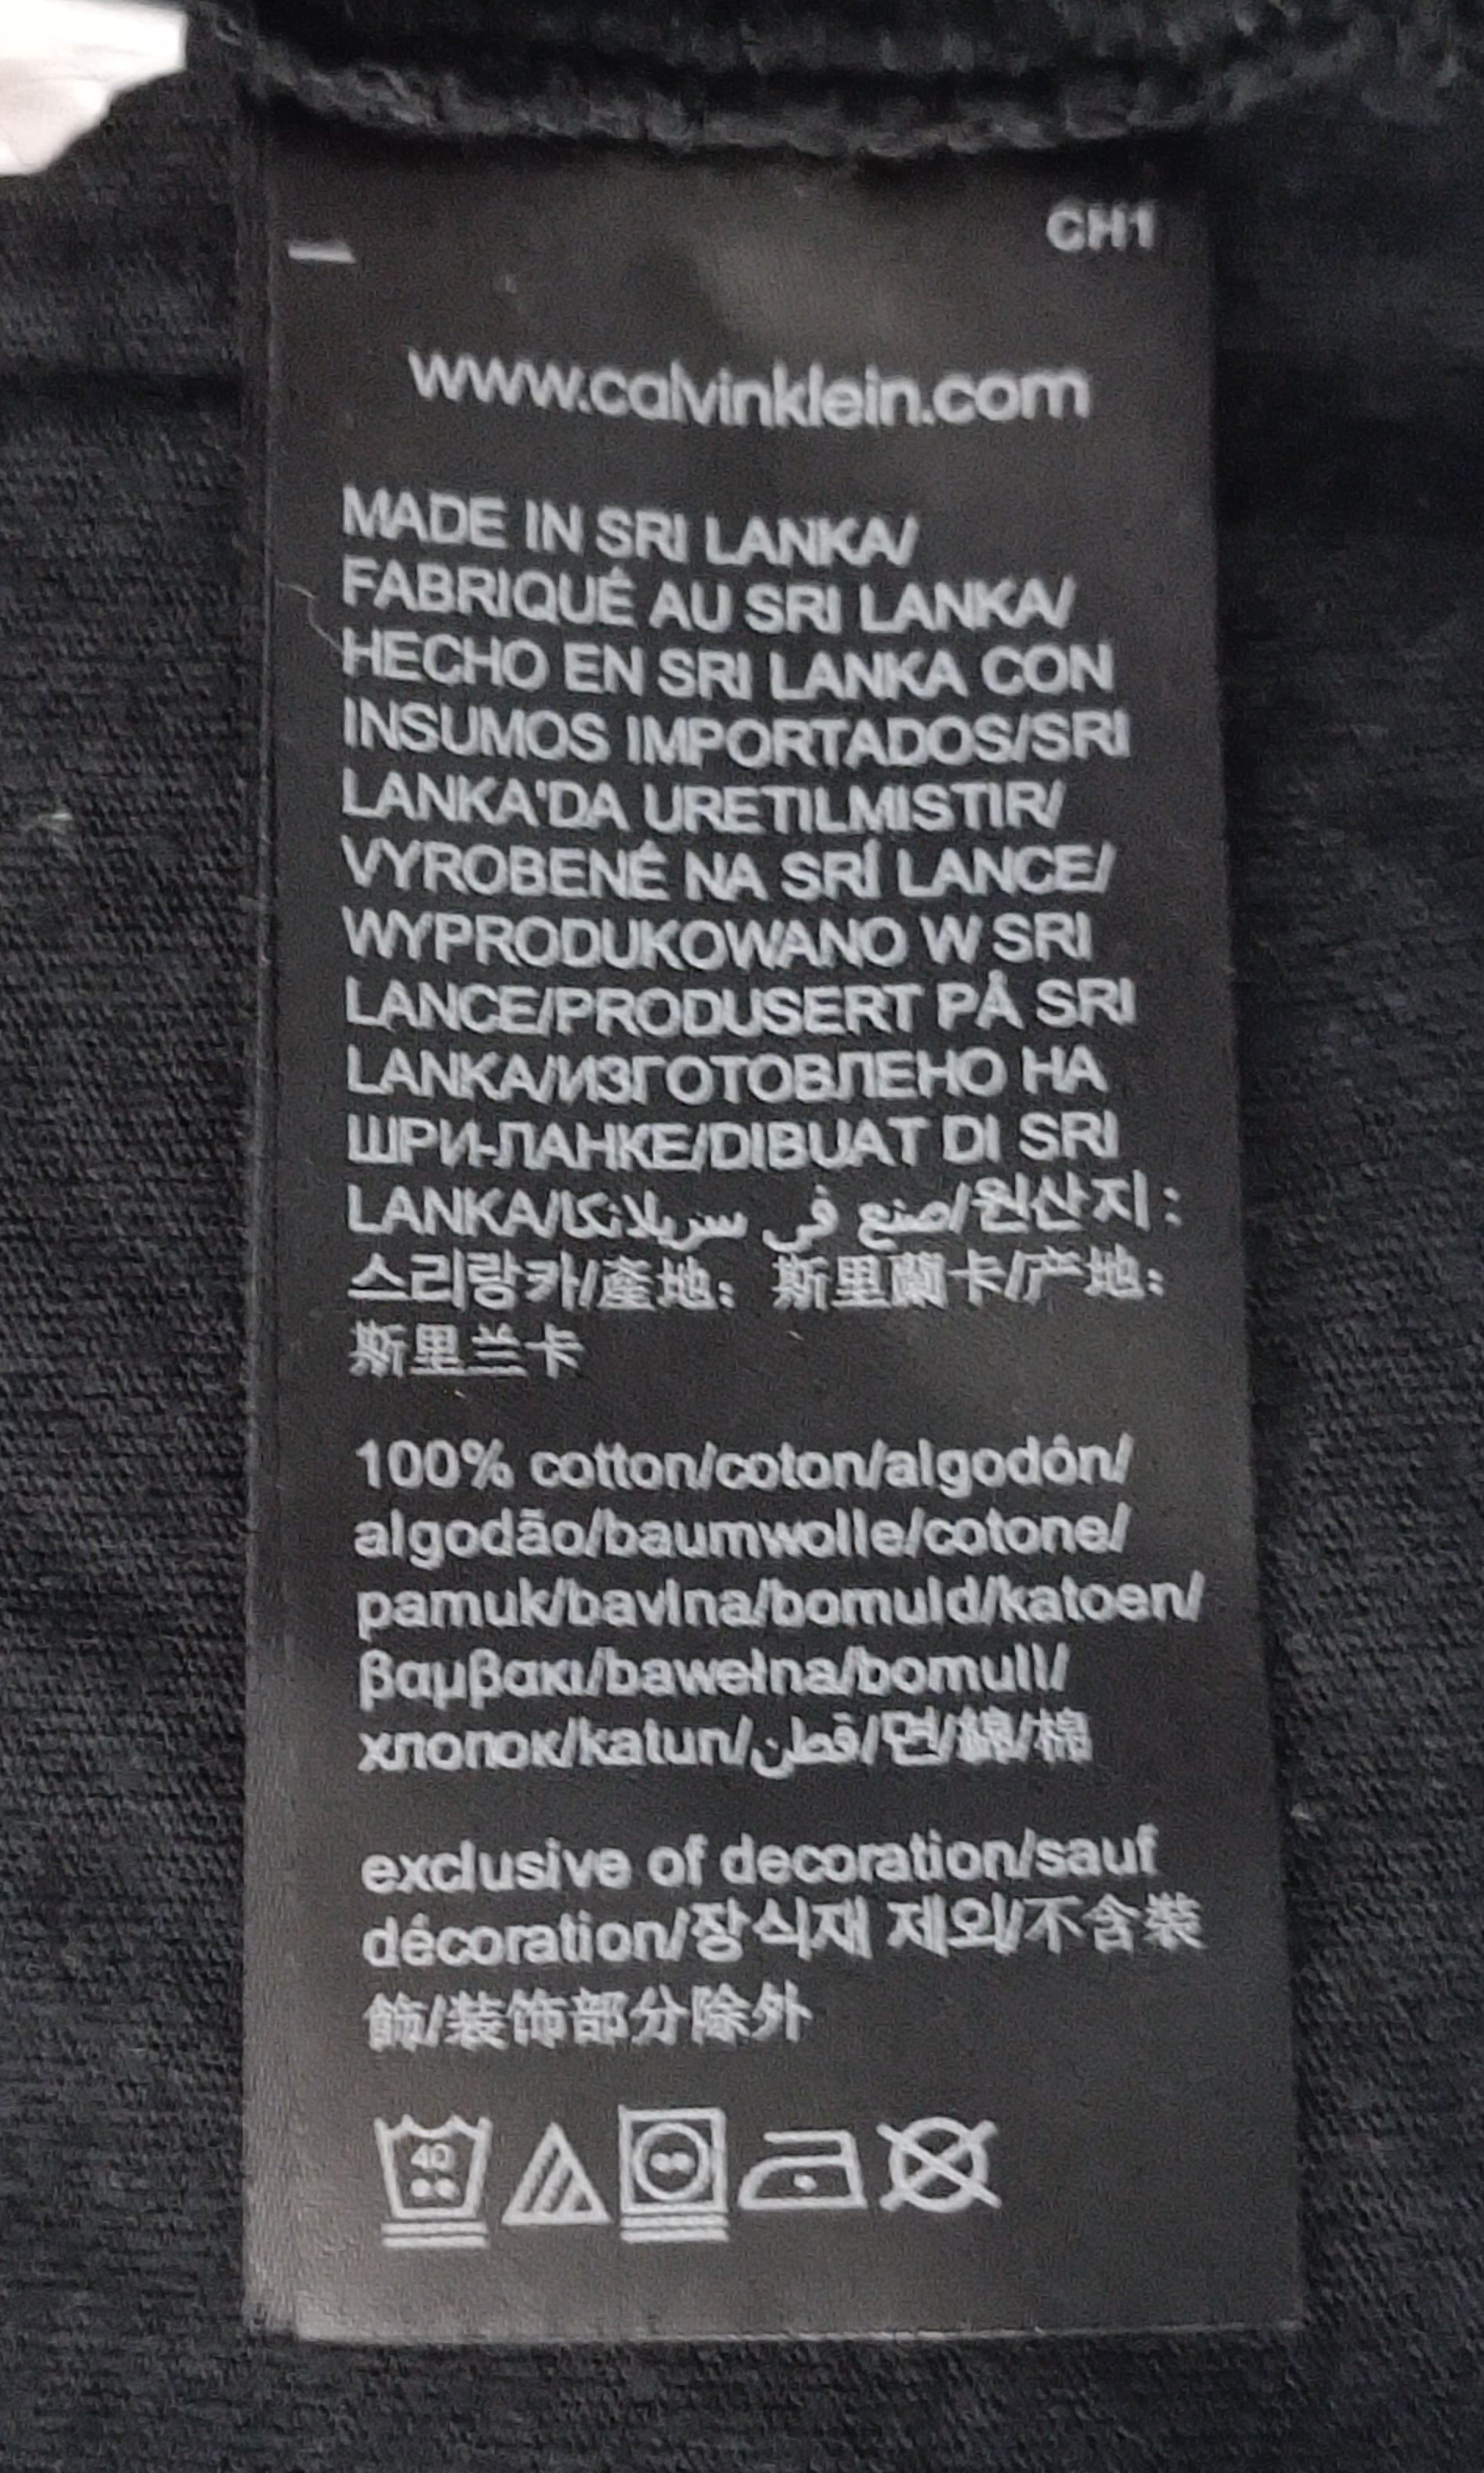 CH1
www.calvinklein.com
MADE IN SRI LANKA/
FABRIQUÉ AU SRI LANKA/
HECHO EN SRI LANKA CON
INSUMOS IMPORTADOS/SRI
LANKA'DA URETILMISTIR/
VYROBENÉ NA SRÍ LANCE/
WYPRODUKOWANO W SRI
LANCE/PRODUSERT PÅ SRI
LANKA/ИЗГОТОВЛЕНО НА
ШРИ-ЛАНКЕ/DIBUAT DI SRI
LANKA/صنع في سريلانكا/원산지:
스리랑카/產地：斯里蘭卡/产地:
斯里兰卡
100% cotton/coton/algodón/
algodão/baumwolle/cotone/
pamuk/bavlna/bomuld/katoen/
βαμβακι/bawełna/bomull/
хлопок/katun/قطن/면/綿/棉
exclusive of decoration/sauf
décoration/장식재 제외/不含裝
飾/装饰部分除外
40